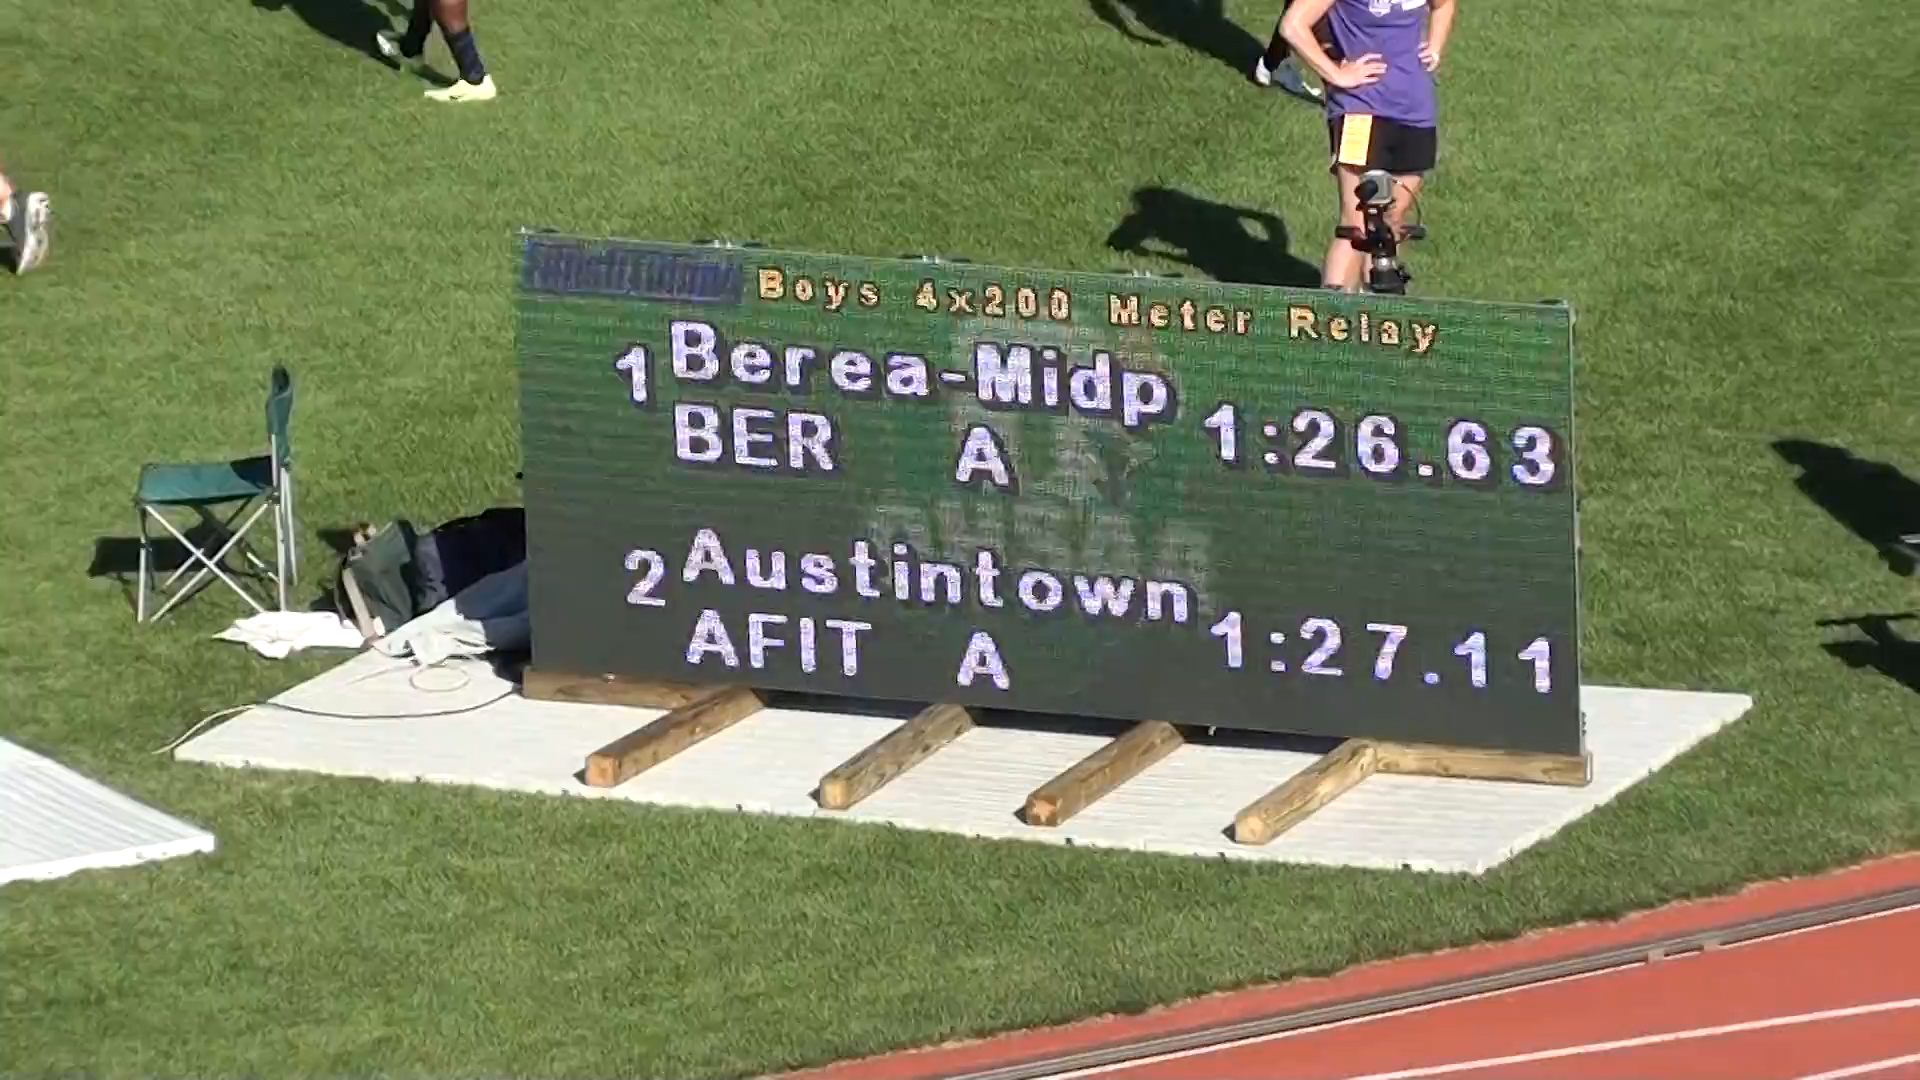 Boys 4x200 Meter Relay
1 Berea-Midp 1:26.63
BER A
2 Austintown 1:27.11
AFIT A